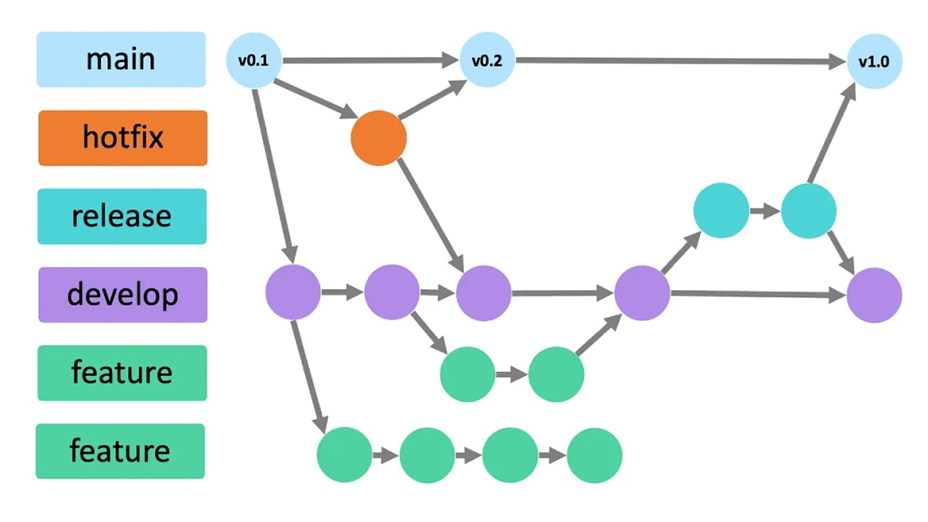 main
v0.1
v0.2
v1.0
hotfix
release
develop
feature
feature